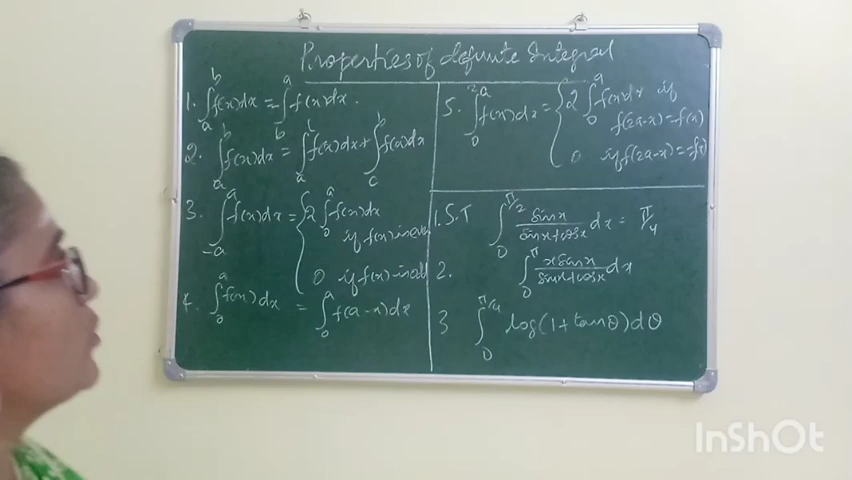 Properties of definite Integral
1. ∫_a^b f(x)dx = ∫_b^a f(x)dx.
2. ∫_a^b f(x)dx = ∫_a^c f(x)dx + ∫_c^b f(x)dx
3. ∫_{-a}^a f(x)dx = { 2 ∫_0^a f(x)dx
if f(x) is even
0 if f(x) is odd
4. ∫_0^a f(x)dx = ∫_0^a f(a-x)dx
5. ∫_0^{2a} f(x)dx = { 2 ∫_0^a f(x)dx if
f(2a-x)=f(x)
0 if f(2a-x)=-f(x)
1. S.T ∫_0^{π/2} sinx/(sinx+cosx) dx = π/4
2. ∫_0^π xsinx/(sinx+cosx) dx
3 ∫_0^{π/4} log(1+tanθ)dθ
InShOt